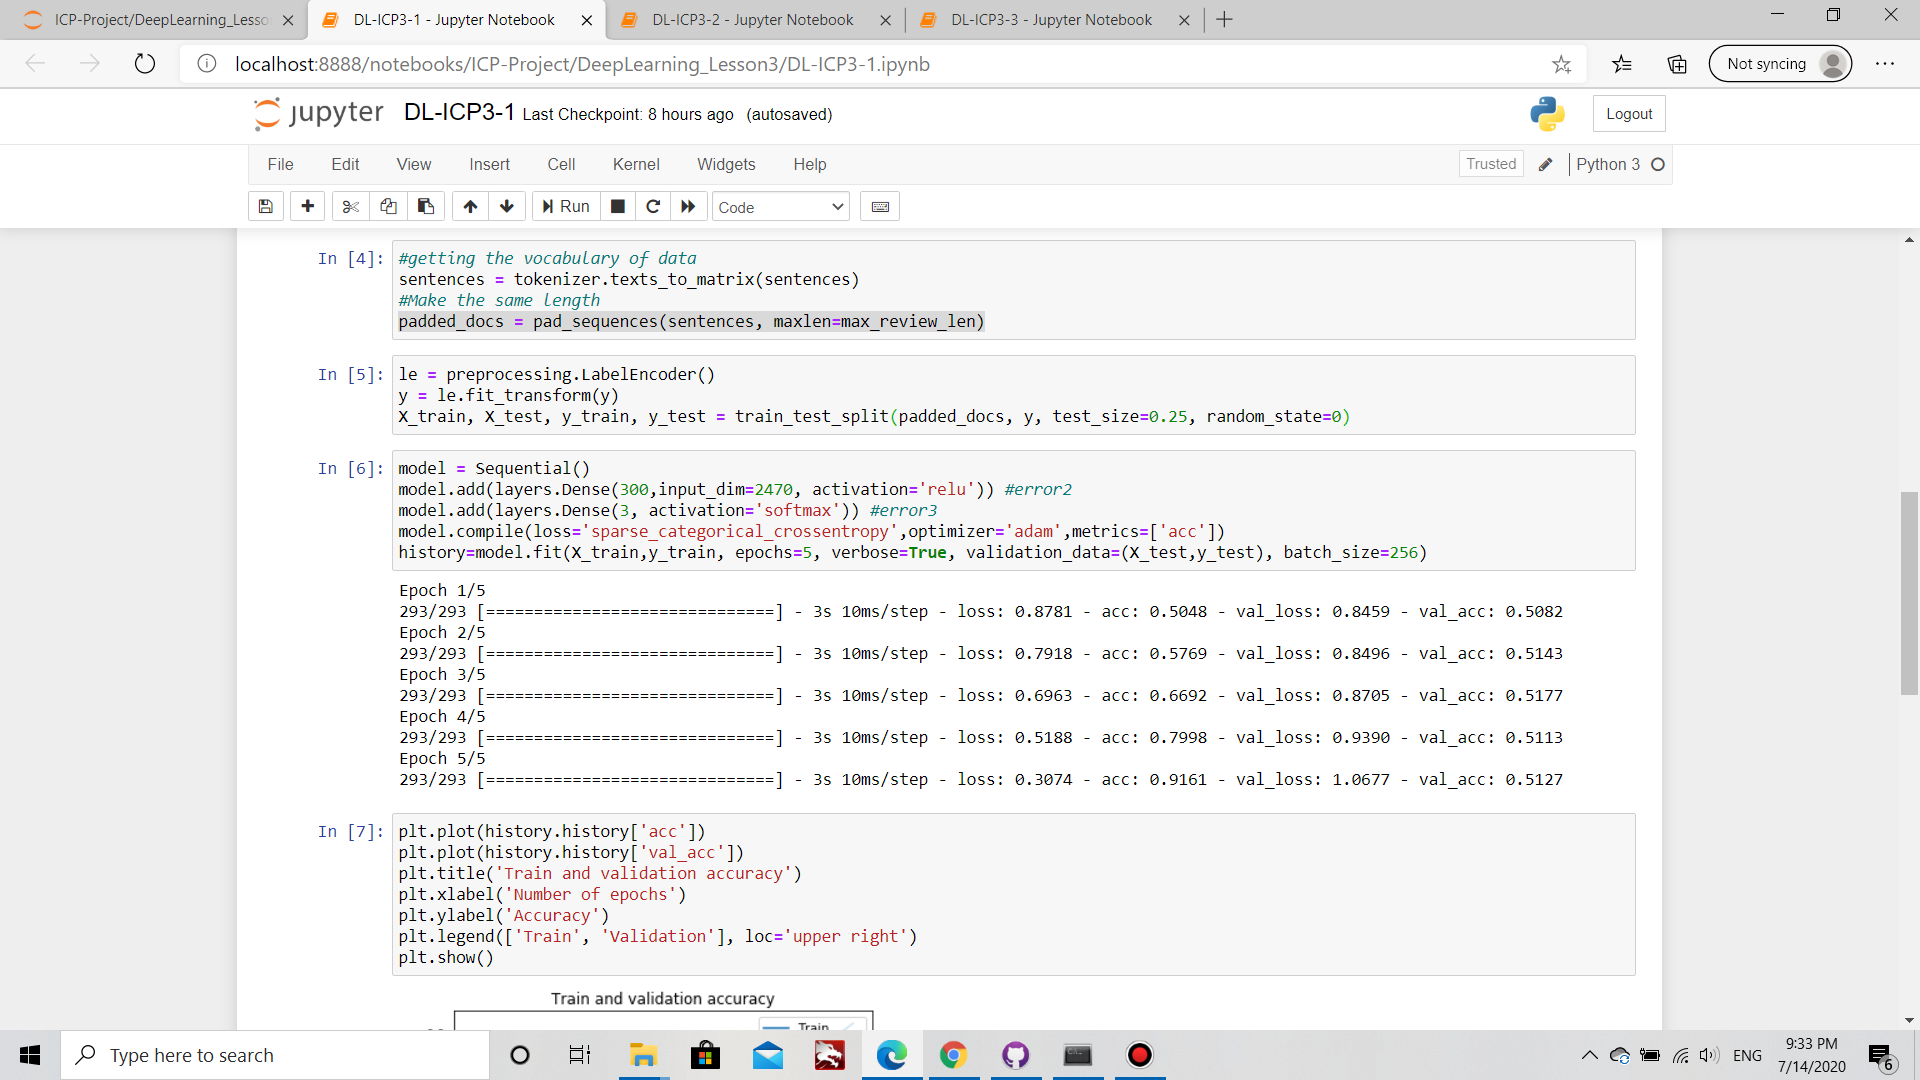 ICP-Project/DeepLearning_Lesso
DL-ICP3-1 - Jupyter Notebook
DL-ICP3-2 - Jupyter Notebook
DL-ICP3-3 - Jupyter Notebook
localhost:8888/notebooks/ICP-Project/DeepLearning_Lesson3/DL-ICP3-1.ipynb
Not syncing
jupyter DL-ICP3-1 Last Checkpoint: 8 hours ago (autosaved)
Logout
File Edit View Insert Cell Kernel Widgets Help
Trusted
Python 3
Run
Code
In [4]: #getting the vocabulary of data
sentences = tokenizer.texts_to_matrix(sentences)
#Make the same length
padded_docs = pad_sequences(sentences, maxlen=max_review_len)
In [5]: le = preprocessing.LabelEncoder()
y = le.fit_transform(y)
X_train, X_test, y_train, y_test = train_test_split(padded_docs, y, test_size=0.25, random_state=0)
In [6]: model = Sequential()
model.add(layers.Dense(300,input_dim=2470, activation='relu')) #error2
model.add(layers.Dense(3, activation='softmax')) #error3
model.compile(loss='sparse_categorical_crossentropy',optimizer='adam',metrics=['acc'])
history=model.fit(X_train,y_train, epochs=5, verbose=True, validation_data=(X_test,y_test), batch_size=256)
Epoch 1/5
293/293 [==============================] - 3s 10ms/step - loss: 0.8781 - acc: 0.5048 - val_loss: 0.8459 - val_acc: 0.5082
Epoch 2/5
293/293 [==============================] - 3s 10ms/step - loss: 0.7918 - acc: 0.5769 - val_loss: 0.8496 - val_acc: 0.5143
Epoch 3/5
293/293 [==============================] - 3s 10ms/step - loss: 0.6963 - acc: 0.6692 - val_loss: 0.8705 - val_acc: 0.5177
Epoch 4/5
293/293 [==============================] - 3s 10ms/step - loss: 0.5188 - acc: 0.7998 - val_loss: 0.9390 - val_acc: 0.5113
Epoch 5/5
293/293 [==============================] - 3s 10ms/step - loss: 0.3074 - acc: 0.9161 - val_loss: 1.0677 - val_acc: 0.5127
In [7]: plt.plot(history.history['acc'])
plt.plot(history.history['val_acc'])
plt.title('Train and validation accuracy')
plt.xlabel('Number of epochs')
plt.ylabel('Accuracy')
plt.legend(['Train', 'Validation'], loc='upper right')
plt.show()
Train and validation accuracy
Train
Type here to search
ENG
9:33 PM
7/14/2020
6